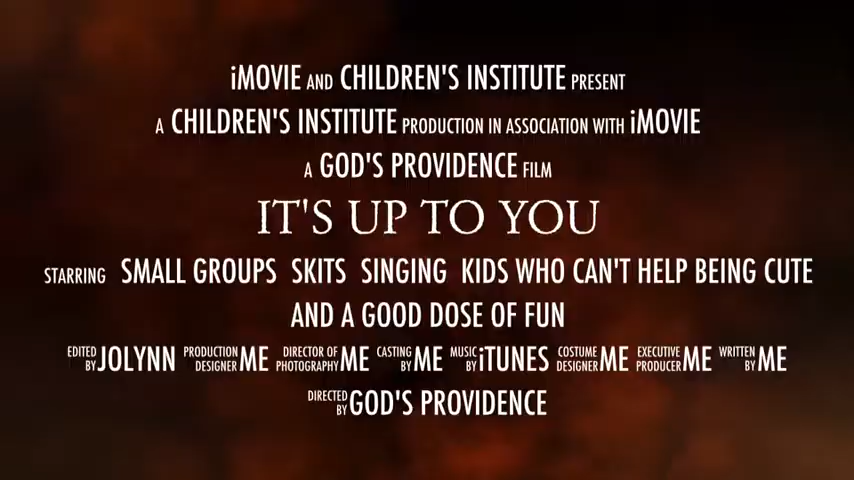 iMOVIE AND CHILDREN'S INSTITUTE PRESENT
A CHILDREN'S INSTITUTE PRODUCTION IN ASSOCIATION WITH iMOVIE
A GOD'S PROVIDENCE FILM
IT'S UP TO YOU
STARRING SMALL GROUPS SKITS SINGING KIDS WHO CAN'T HELP BEING CUTE
AND A GOOD DOSE OF FUN
EDITED BY JOLYNN PRODUCTION DESIGNER ME DIRECTOR OF PHOTOGRAPHY ME CASTING BY ME MUSIC BY iTUNES COSTUME DESIGNER ME EXECUTIVE PRODUCER ME WRITTEN BY ME
DIRECTED BY GOD'S PROVIDENCE